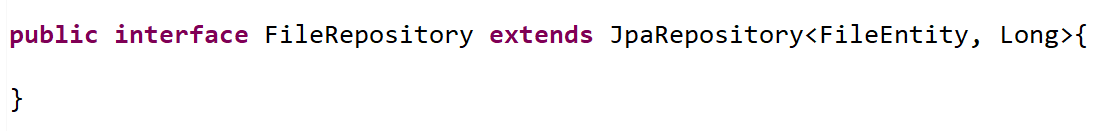 public interface FileRepository extends JpaRepository<FileEntity, Long>{
}